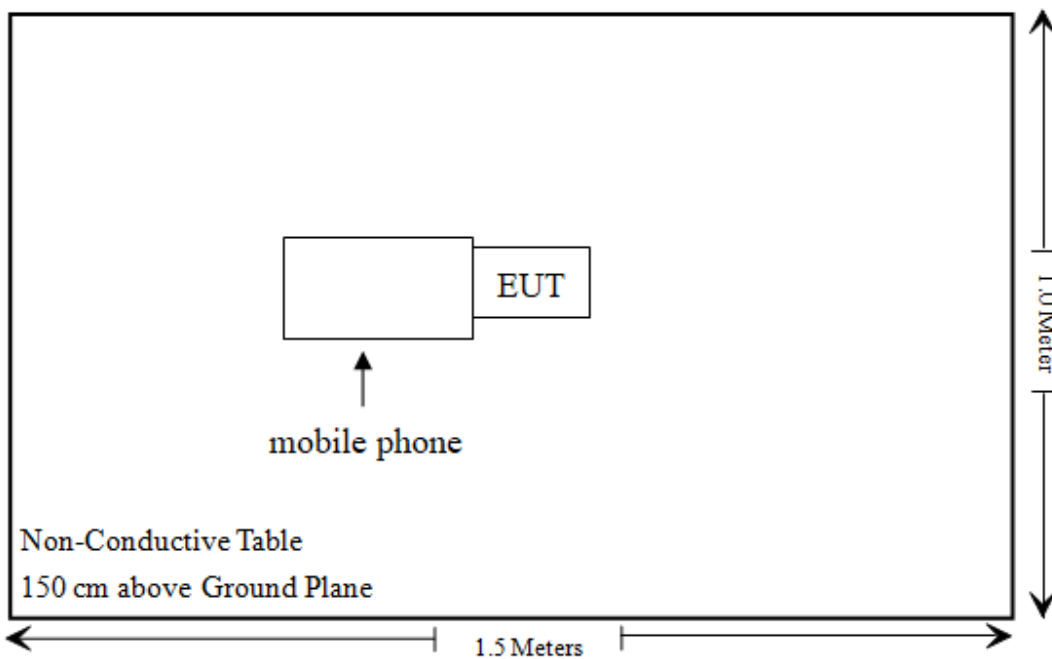 EUT
mobile phone
Non-Conductive Table
150 cm above Ground Plane
1.5 Meters
1.0 Meter